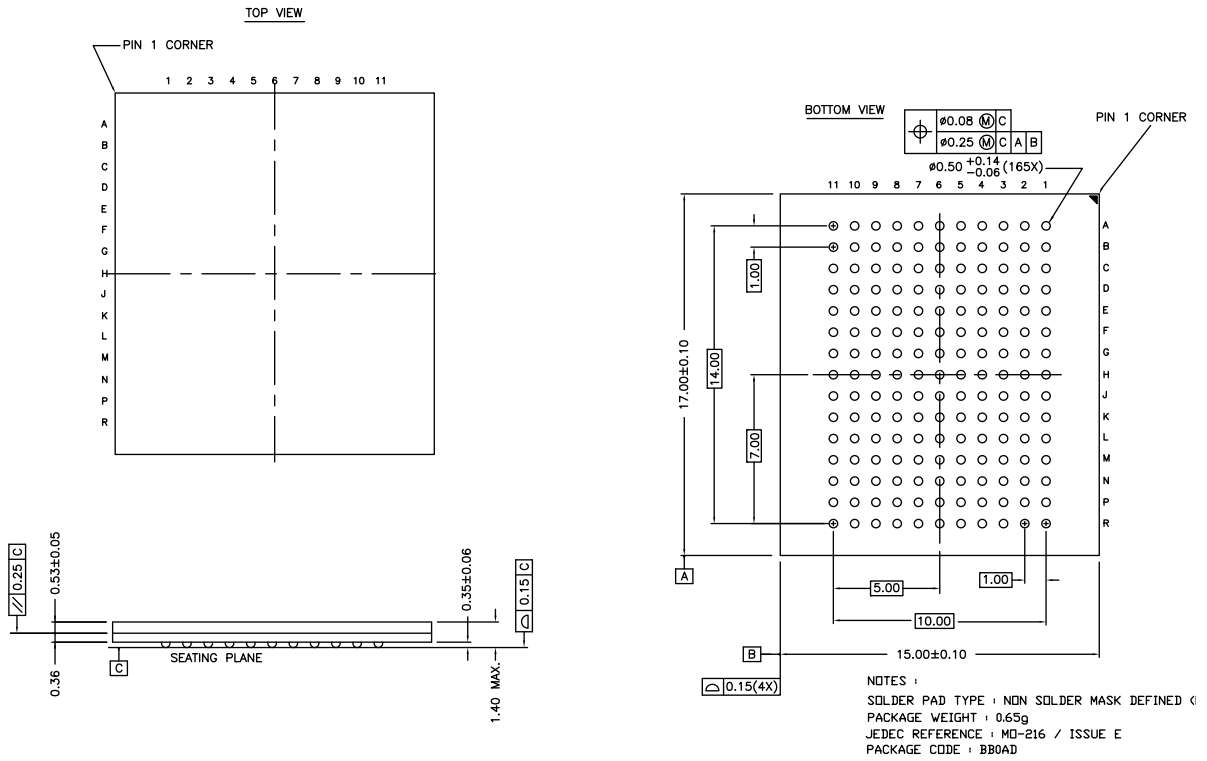 TOP VIEW
PIN 1 CORNER
1 2 3 4 5 6 7 8 9 10 11
A
B
C
D
E
F
G
H
J
K
L
M
N
P
R
BOTTOM VIEW
ø0.08 Ⓜ C
ø0.25 Ⓜ C A B
ø0.50 +0.14 -0.06 (165X)
PIN 1 CORNER
11 10 9 8 7 6 5 4 3 2 1
A
B
C
D
E
F
G
H
J
K
L
M
N
P
R
1.00
14.00
17.00±0.10
7.00
A
5.00
1.00
10.00
B
15.00±0.10
0.15(4X)
// 0.25 C
0.53±0.05
0.36
C
SEATING PLANE
0.35±0.06
1.40 MAX.
0.15 C
NOTES :
SOLDER PAD TYPE : NON SOLDER MASK DEFINED (
PACKAGE WEIGHT : 0.65g
JEDEC REFERENCE : MO-216 / ISSUE E
PACKAGE CODE : BB0AD